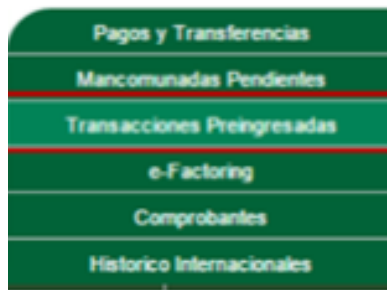 Pagos y Transferencias
Mancomunadas Pendientes
Transacciones Preingresadas
e-Factoring
Comprobantes
Historico Internacionales